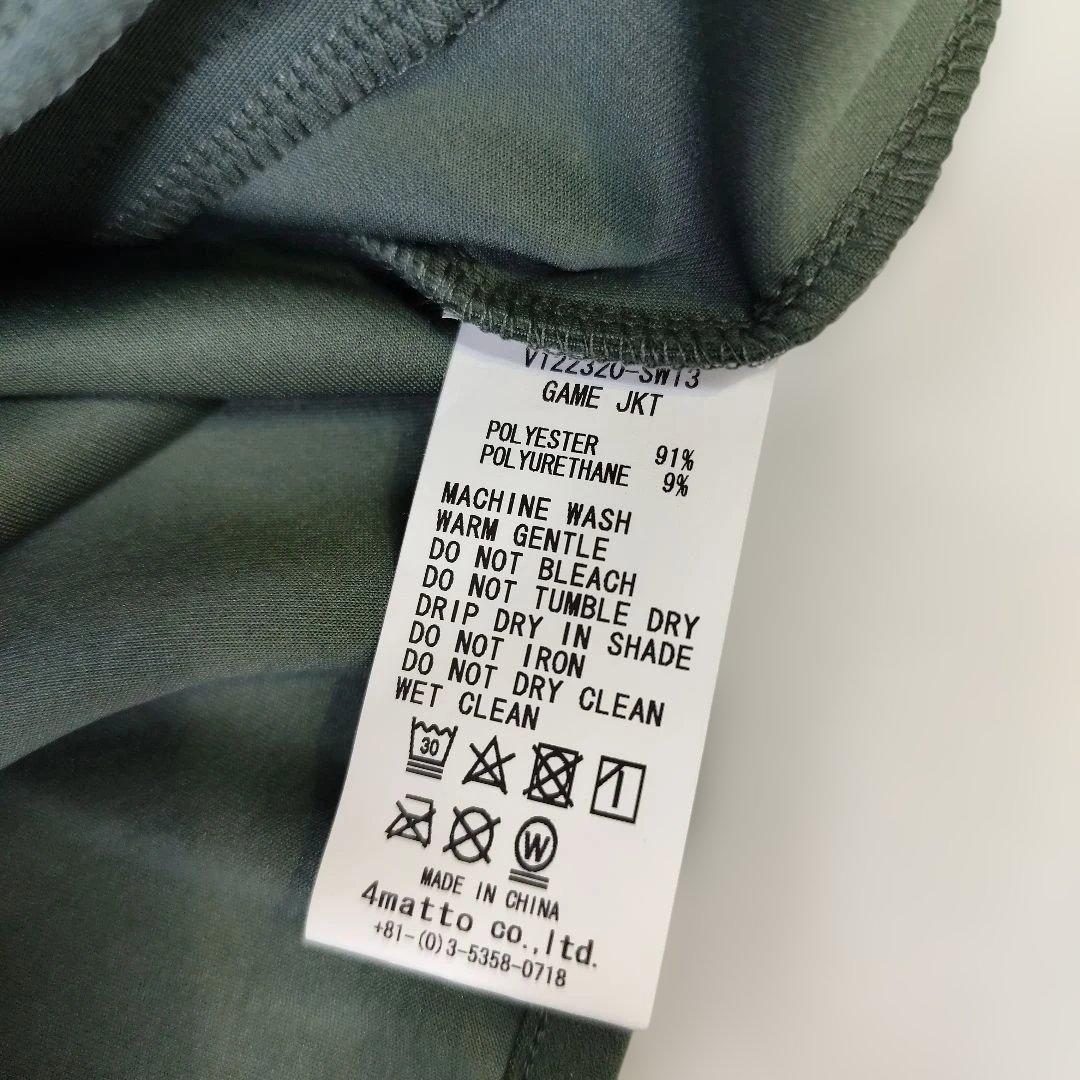 VT22320-SW13
GAME JKT
POLYESTER 91%
POLYURETHANE 9%
MACHINE WASH
WARM GENTLE
DO NOT BLEACH
DO NOT TUMBLE DRY
DRIP DRY IN SHADE
DO NOT IRON
DO NOT DRY CLEAN
WET CLEAN
30
W
MADE IN CHINA
4matto co.,ltd.
+81-(0)3-5358-0718